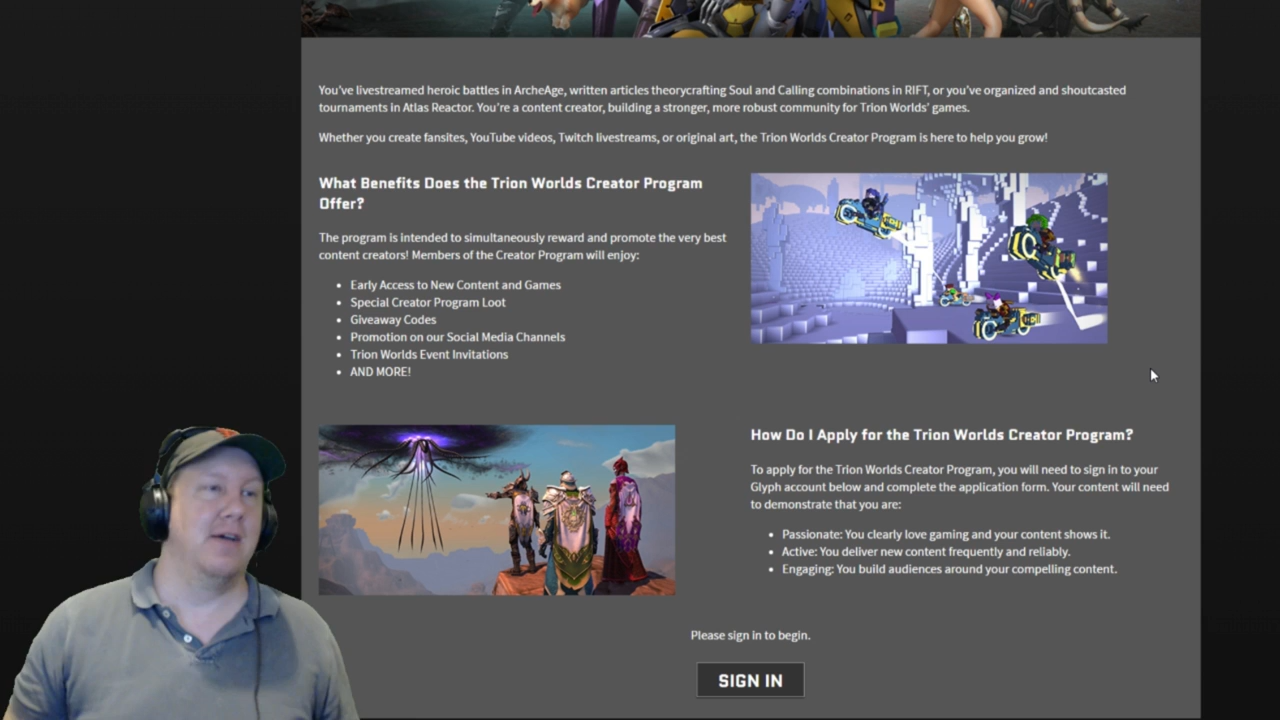 You've livestreamed heroic battles in ArcheAge, written articles theorycrafting Soul and Calling combinations in RIFT, or you've organized and shoutcasted
tournaments in Atlas Reactor. You're a content creator, building a stronger, more robust community for Trion Worlds' games.
Whether you create fansites, YouTube videos, Twitch livestreams, or original art, the Trion Worlds Creator Program is here to help you grow!
What Benefits Does the Trion Worlds Creator Program
Offer?
The program is intended to simultaneously reward and promote the very best
content creators! Members of the Creator Program will enjoy:
• Early Access to New Content and Games
• Special Creator Program Loot
• Giveaway Codes
• Promotion on our Social Media Channels
• Trion Worlds Event Invitations
• AND MORE!
How Do I Apply for the Trion Worlds Creator Program?
To apply for the Trion Worlds Creator Program, you will need to sign in to your
Glyph account below and complete the application form. Your content will need
to demonstrate that you are:
• Passionate: You clearly love gaming and your content shows it.
• Active: You deliver new content frequently and reliably.
• Engaging: You build audiences around your compelling content.
Please sign in to begin.
SIGN IN